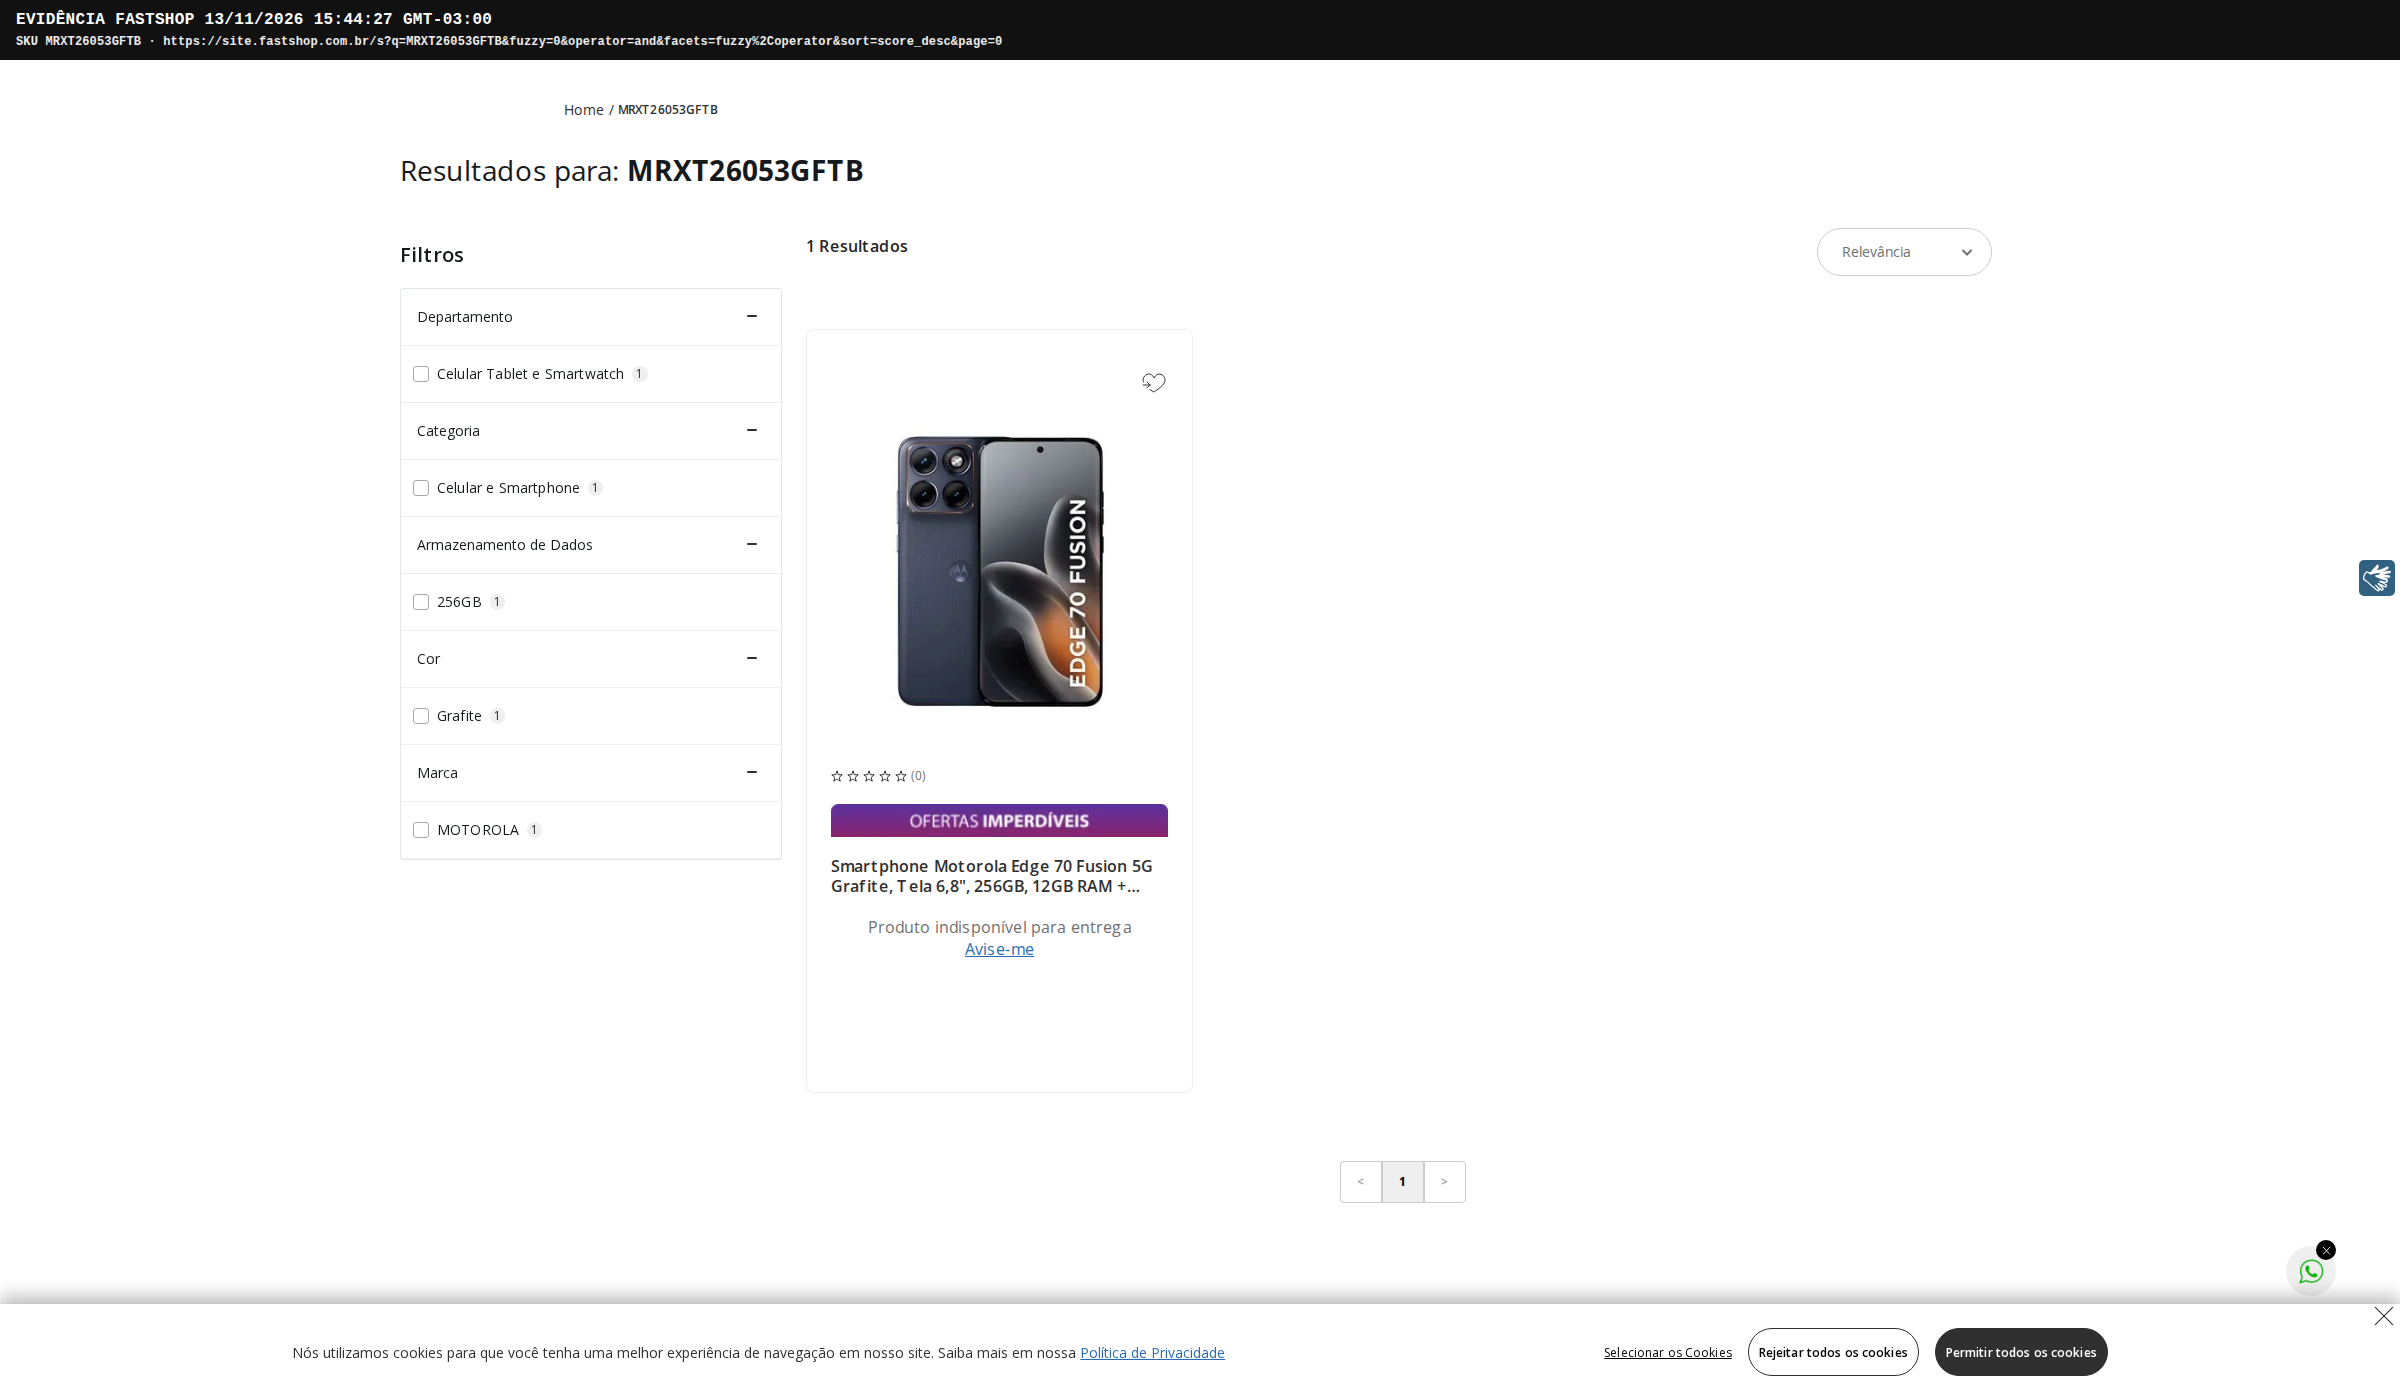 EVIDÊNCIA FASTSHOP 13/11/2026 15:44:27 GMT-03:00
SKU MRXT26053GFTB · https://site.fastshop.com.br/s?q=MRXT26053GFTB&fuzzy=0&operator=and&facets=fuzzy%2Coperator&sort=score_desc&page=0
Home / MRXT26053GFTB
Resultados para: MRXT26053GFTB
Filtros
Departamento
Celular Tablet e Smartwatch 1
Categoria
Celular e Smartphone 1
Armazenamento de Dados
256GB 1
Cor
Grafite 1
Marca
MOTOROLA 1
1 Resultados
Relevância
EDGE 70 FUSION
(0)
OFERTAS IMPERDÍVEIS
Smartphone Motorola Edge 70 Fusion 5G
Grafite, Tela 6,8", 256GB, 12GB RAM +...
Produto indisponível para entrega
Avise-me
< 1 >
Nós utilizamos cookies para que você tenha uma melhor experiência de navegação em nosso site. Saiba mais em nossa Política de Privacidade
Selecionar os Cookies
Rejeitar todos os cookies
Permitir todos os cookies